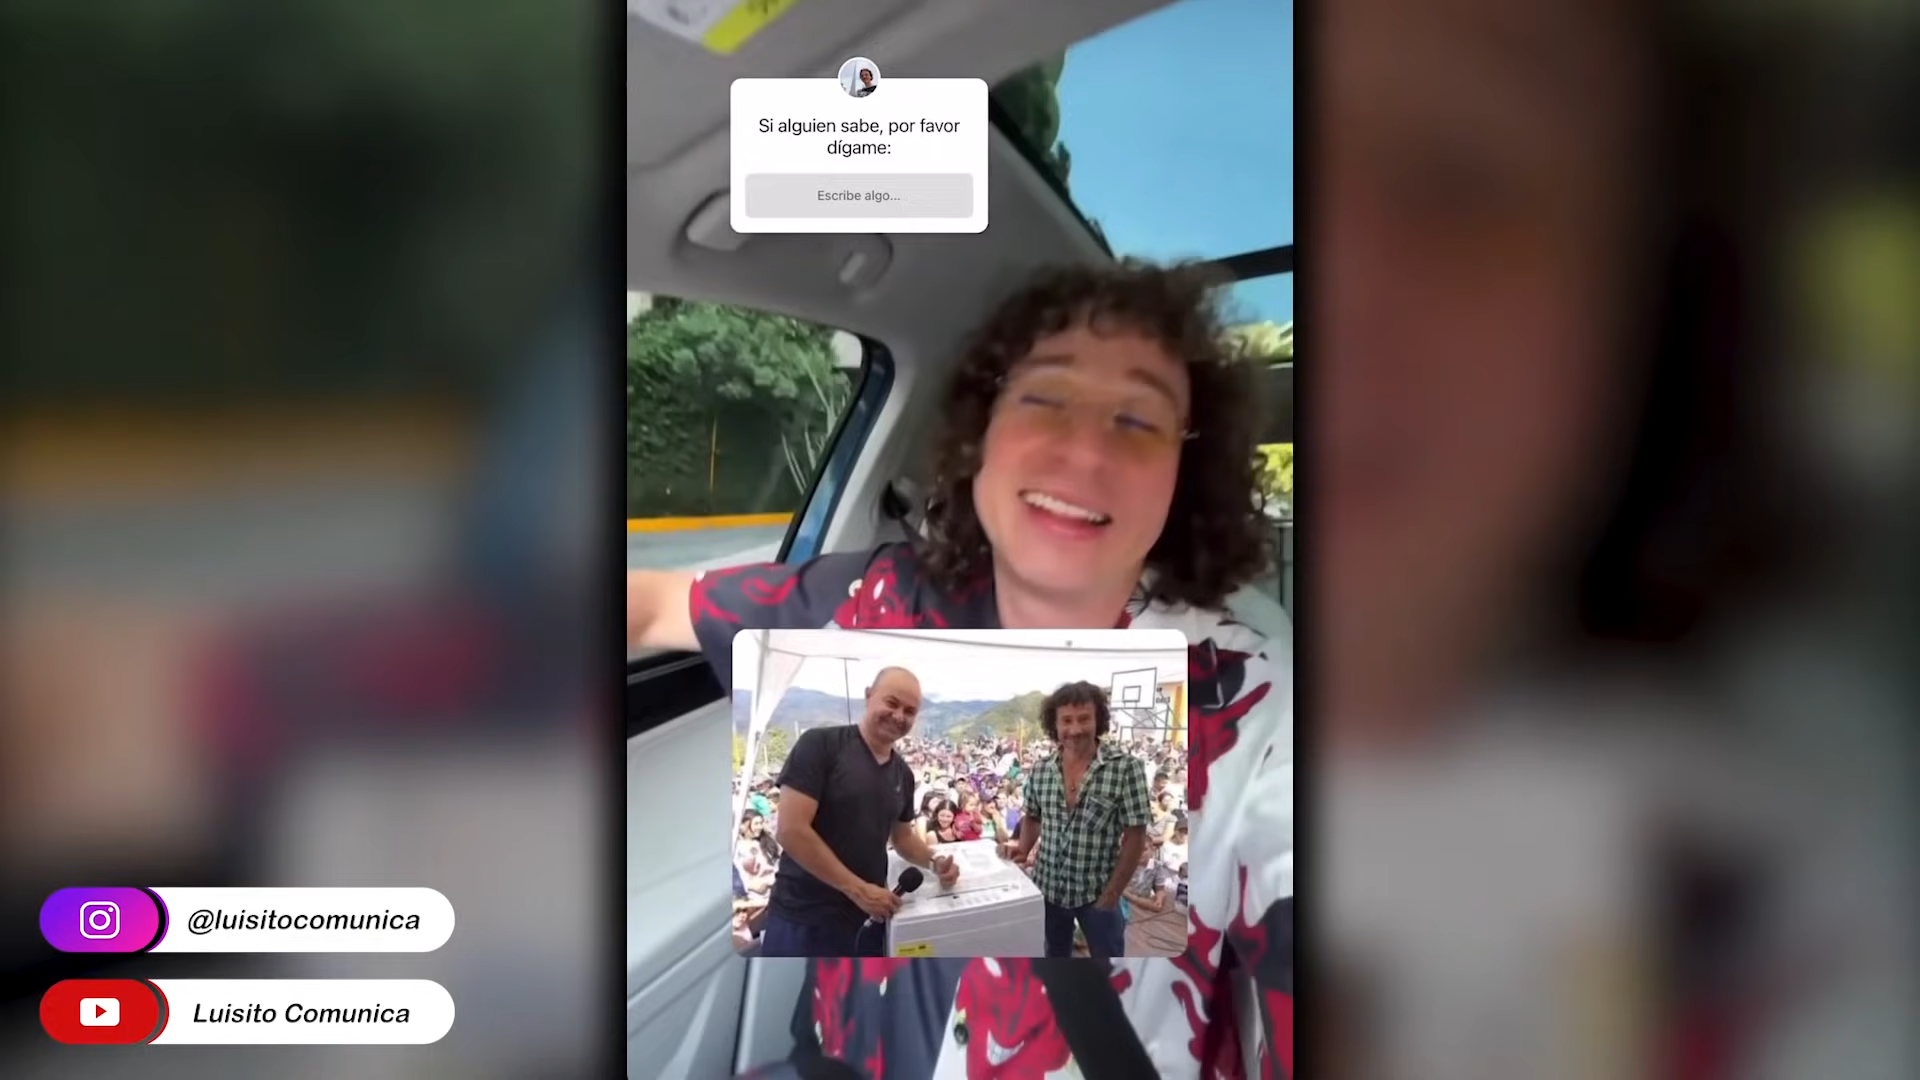 Si alguien sabe, por favor
dígame:
Escribe algo...
@luisitocomunica
Luisito Comunica